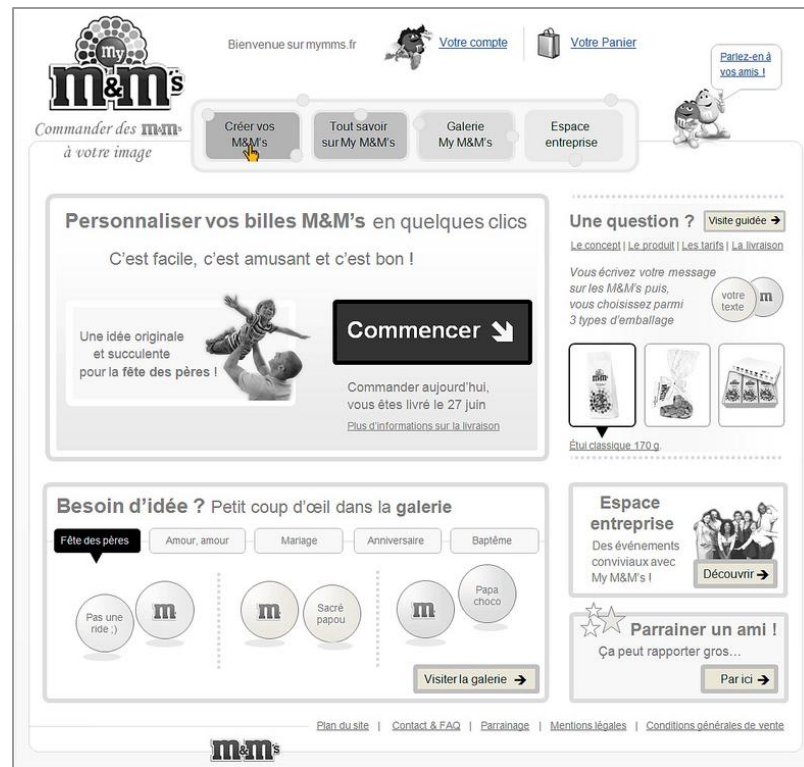 my
m&m's
Commander des m&m's
à votre image
Bienvenue sur mymms.fr
Votre compte
Votre Panier
Parlez-en à
vos amis !
Créer vos
M&M's
Tout savoir
sur My M&M's
Galerie
My M&M's
Espace
entreprise
Personnaliser vos billes M&M's en quelques clics
C'est facile, c'est amusant et c'est bon !
Une idée originale
et succulente
pour la fête des pères !
Commencer
Commander aujourd'hui,
vous êtes livré le 27 juin
Plus d'informations sur la livraison
Une question ?
Visite guidée
Le concept | Le produit | Les tarifs | La livraison
Vous écrivez votre message
sur les M&M's puis,
vous choisissez parmi
3 types d'emballage
votre
texte
m
m&m's
Étui classique 170 g.
Besoin d'idée ? Petit coup d'œil dans la galerie
Fête des pères
Amour, amour
Mariage
Anniversaire
Baptême
Pas une
ride ;)
m
m
Sacré
papou
m
Papa
choco
Visiter la galerie
Espace
entreprise
Des événements
conviviaux avec
My M&M's !
Découvrir
Parrainer un ami !
Ça peut rapporter gros…
Par ici
Plan du site | Contact & FAQ | Parrainage | Mentions légales | Conditions générales de vente
m&m's